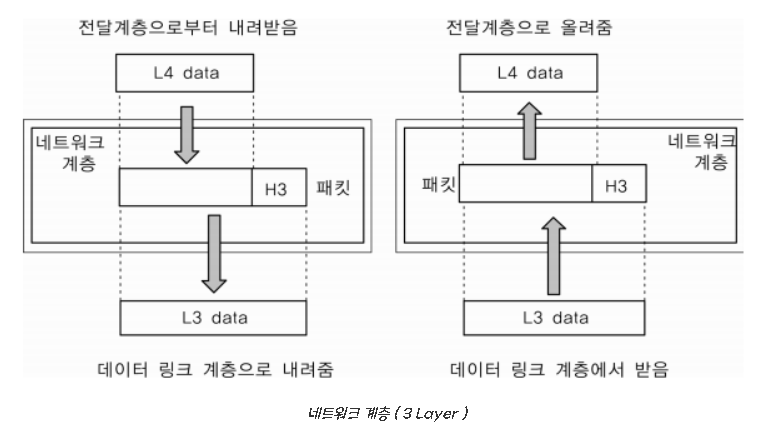 전달계층으로부터 내려받음
L4 data
네트워크
계층
H3
패킷
L3 data
데이터 링크 계층으로 내려줌
전달계층으로 올려줌
L4 data
네트워크
계층
패킷
H3
L3 data
데이터 링크 계층에서 받음
네트워크 계층 ( 3 Layer )